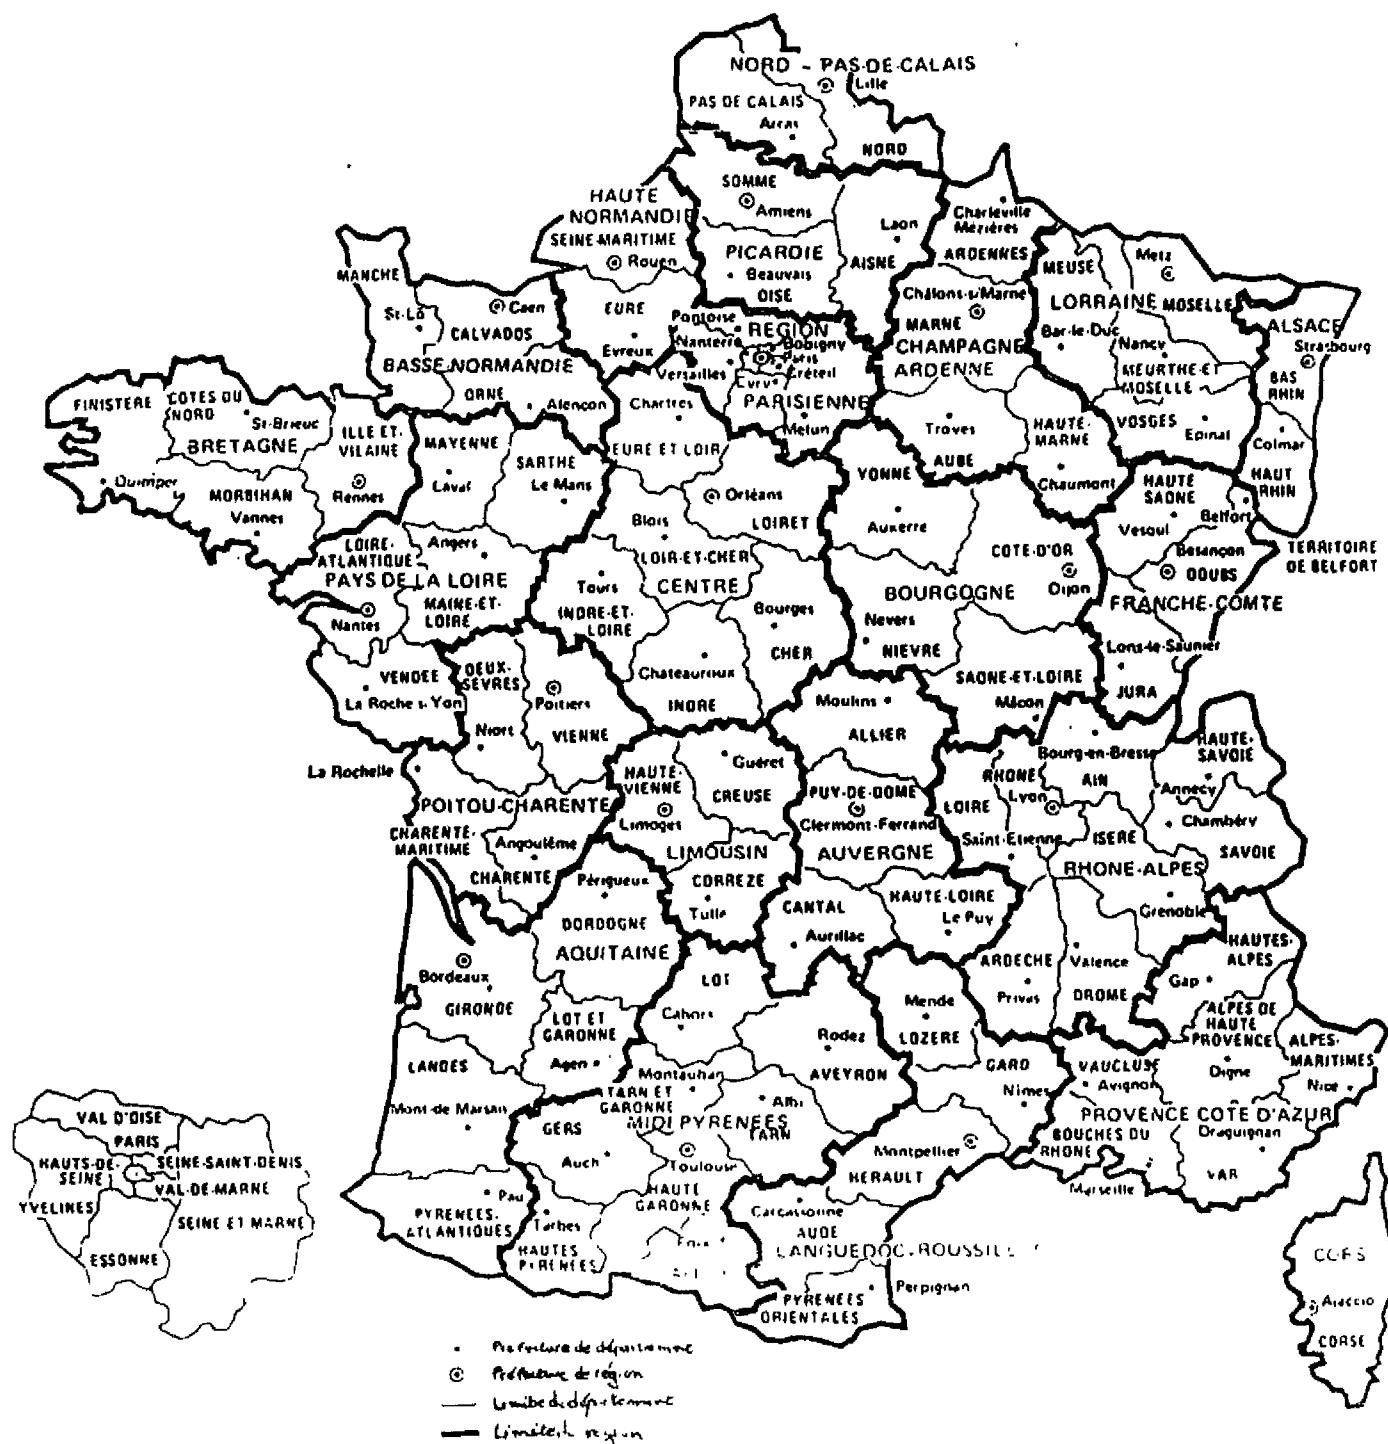 NORD - PAS-DE-CALAIS
Lille
PAS DE CALAIS
Arras
NORD
SOMME
Amiens
HAUTE
NORMANDIE
SEINE-MARITIME
Rouen
PICARDIE
Beauvais
OISE
Laon
AISNE
Charleville
Mézières
ARDENNES
MANCHE
St-Lô
Caen
CALVADOS
BASSE-NORMANDIE
ORNE
Alençon
EURE
Evreux
Pontoise
REGION
Nanterre
Bobigny
Paris
Créteil
Versailles
Evry
PARISIENNE
Melun
Châlons-s/Marne
MARNE
CHAMPAGNE
ARDENNE
MEUSE
Metz
LORRAINE
MOSELLE
Bar-le-Duc
Nancy
MEURTHE-ET
MOSELLE
ALSACE
Strasbourg
BAS
RHIN
Colmar
HAUT
RHIN
VOSGES
Epinal
Troyes
AUBE
HAUTE-
MARNE
Chaumont
FINISTERE
COTES DU
NORD
St-Brieuc
BRETAGNE
ILLE ET-
VILAINE
Rennes
Quimper
MORBIHAN
Vannes
MAYENNE
Laval
SARTHE
Le Mans
Chartres
EURE ET LOIR
Orléans
LOIRET
Blois
LOIR-ET-CHER
CENTRE
Tours
INDRE-ET-
LOIRE
Bourges
CHER
Chateauroux
INDRE
YONNE
Auxerre
COTE-D'OR
Dijon
BOURGOGNE
Nevers
NIEVRE
SAONE-ET-LOIRE
Mâcon
HAUTE
SAONE
Vesoul
Belfort
TERRITOIRE
DE BELFORT
Besançon
DOUBS
FRANCHE-COMTE
Lons-le-Saunier
JURA
LOIRE-
ATLANTIQUE
Angers
PAYS DE LA LOIRE
MAINE-ET-
LOIRE
Nantes
VENDEE
La Roche s. Yon
DEUX-
SEVRES
Niort
Poitiers
VIENNE
La Rochelle
POITOU-CHARENTE
CHARENTE-
MARITIME
Angoulême
CHARENTE
HAUTE-
VIENNE
Limoges
Guéret
CREUSE
LIMOUSIN
CORREZE
Tulle
Moulins
ALLIER
PUY-DE-DOME
Clermont-Ferrand
AUVERGNE
CANTAL
Aurillac
HAUTE-LOIRE
Le Puy
LOIRE
Saint-Etienne
RHONE
Lyon
Bourg-en-Bresse
AIN
HAUTE-
SAVOIE
Annecy
Chambéry
SAVOIE
ISERE
RHONE-ALPES
Grenoble
ARDECHE
Privas
Valence
DROME
Périgueux
DORDOGNE
AQUITAINE
Bordeaux
GIRONDE
LOT ET
GARONNE
Agen
LANDES
Mont-de-Marsan
Pau
PYRENEES-
ATLANTIQUES
LOT
Cahors
Rodez
AVEYRON
Montauban
TARN ET
GARONNE
MIDI PYRENEES
Albi
TARN
GERS
Auch
Toulouse
HAUTE
GARONNE
Tarbes
HAUTES
PYRENEES
Mende
LOZERE
GARD
Nîmes
Montpellier
HERAULT
Carcassonne
AUDE
LANGUEDOC-ROUSSILL
Perpignan
PYRENEES
ORIENTALES
HAUTES-
ALPES
Gap
ALPES DE
HAUTE
PROVENCE
Digne
ALPES-
MARITIMES
Nice
VAUCLUSE
Avignon
PROVENCE COTE D'AZUR
BOUCHES DU
RHONE
Marseille
Draguignan
VAR
CORS
Ajaccio
CORSE
VAL D'OISE
PARIS
HAUTS-DE-
SEINE
SEINE-SAINT-DENIS
VAL-DE-MARNE
YVELINES
SEINE ET MARNE
ESSONNE
Préfecture de département
Préfecture de région
Limite de département
Limite de région